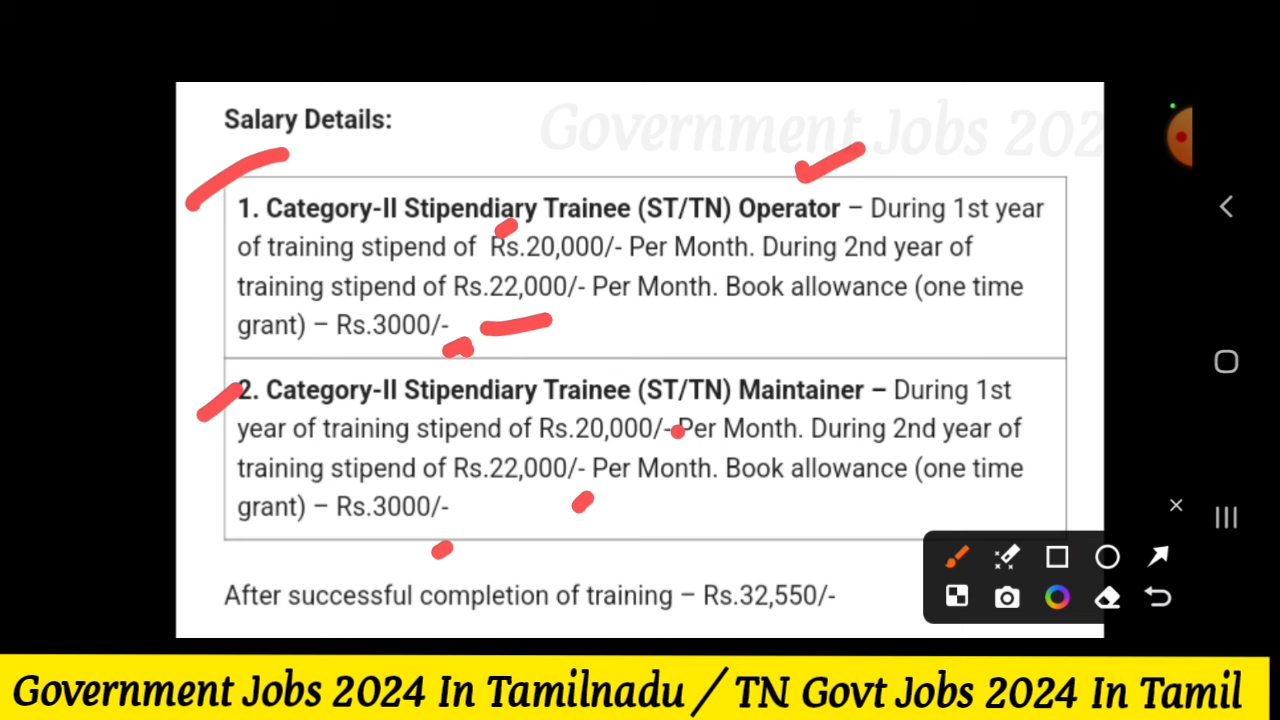 Government Jobs 202
Salary Details:
1. Category-II Stipendiary Trainee (ST/TN) Operator – During 1st year
of training stipend of Rs.20,000/- Per Month. During 2nd year of
training stipend of Rs.22,000/- Per Month. Book allowance (one time
grant) – Rs.3000/-
2. Category-II Stipendiary Trainee (ST/TN) Maintainer – During 1st
year of training stipend of Rs.20,000/- Per Month. During 2nd year of
training stipend of Rs.22,000/- Per Month. Book allowance (one time
grant) – Rs.3000/-
After successful completion of training – Rs.32,550/-
Government Jobs 2024 In Tamilnadu / TN Govt Jobs 2024 In Tamil